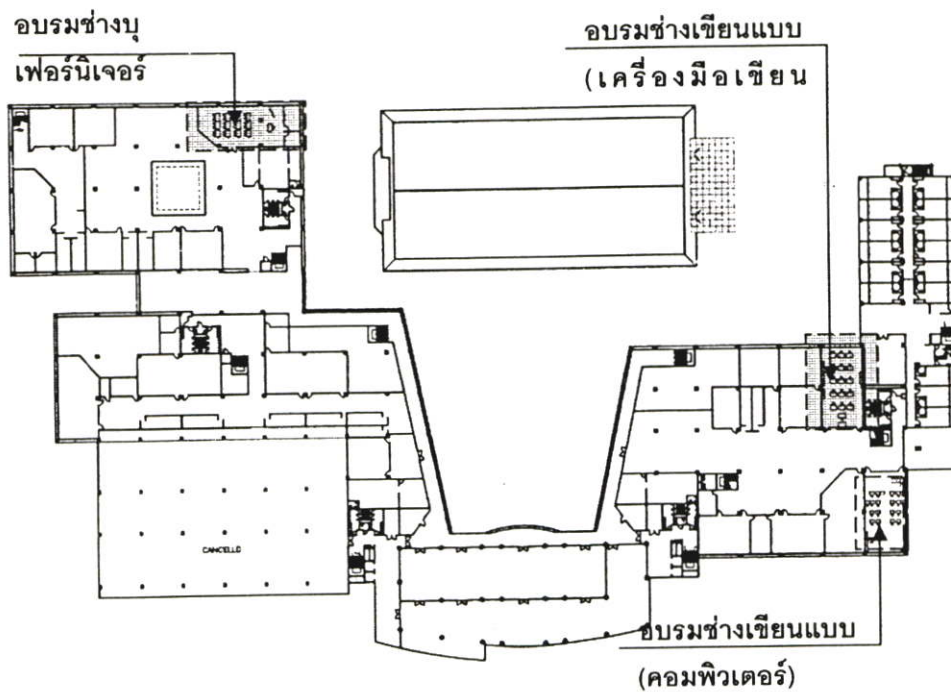 อบรมช่างบุ
เฟอร์นิเจอร์
อบรมช่างเขียนแบบ
(เครื่องมือเขียน
CANCELLO
อบรมช่างเขียนแบบ
(คอมพิวเตอร์)